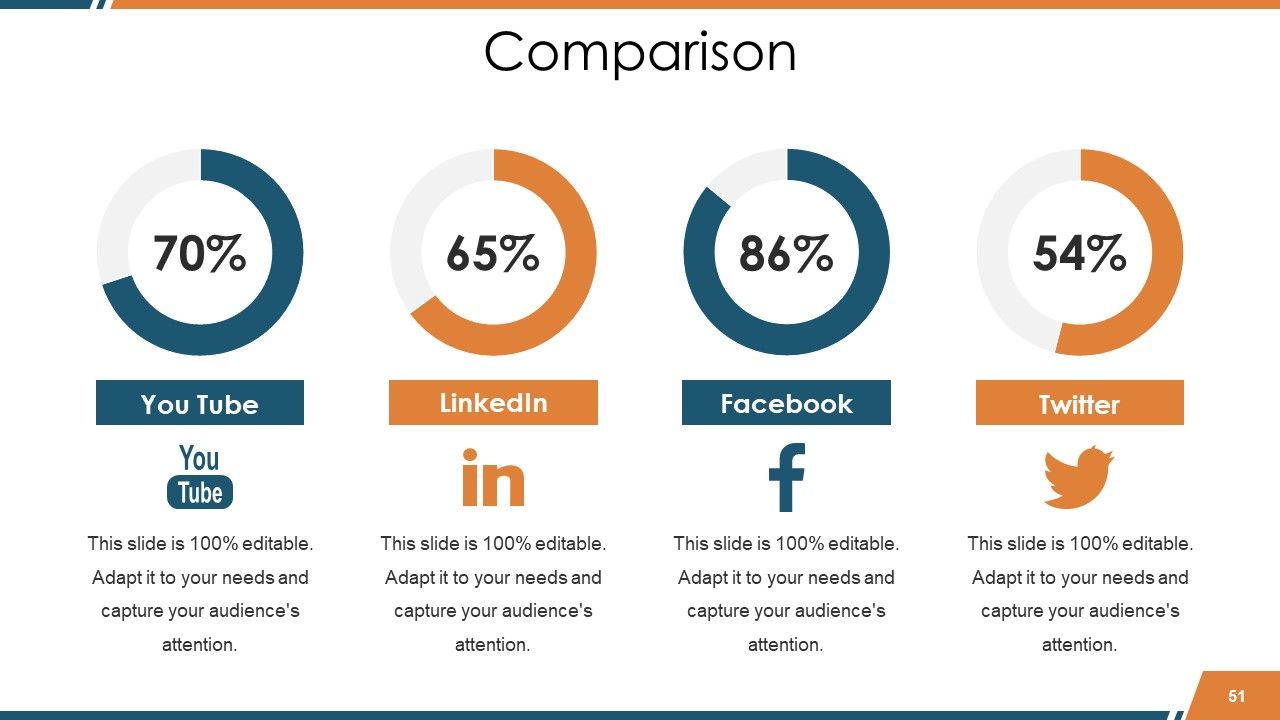 Comparison
70%
65%
86%
54%
You Tube
LinkedIn
Facebook
Twitter
You
Tube
in
f
This slide is 100% editable.
Adapt it to your needs and
capture your audience's
attention.
This slide is 100% editable.
Adapt it to your needs and
capture your audience's
attention.
This slide is 100% editable.
Adapt it to your needs and
capture your audience's
attention.
This slide is 100% editable.
Adapt it to your needs and
capture your audience's
attention.
51